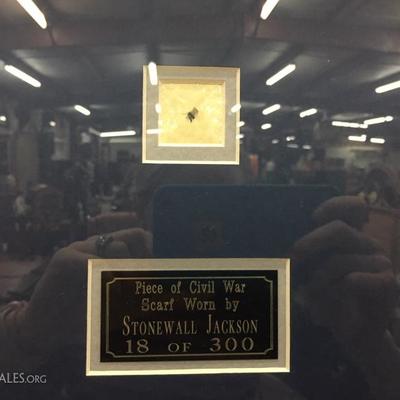 Piece of Civil War
Scarf Worn by
STONEWALL JACKSON
18 OF 300
ALES.ORG